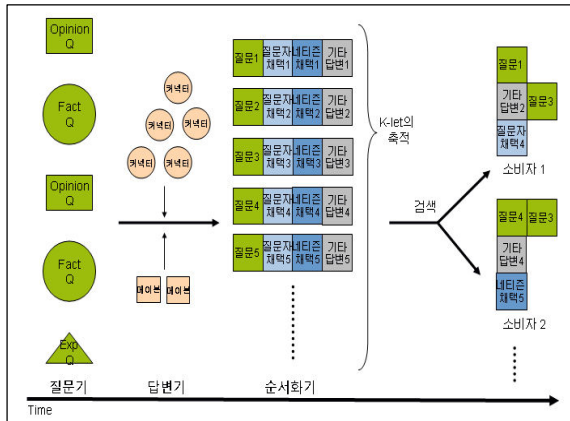 Opinion
Q
Fact
Q
Opinion
Q
Fact
Q
Exp
Q
커넥터
커넥터
커넥터
커넥터
커넥터
메이븐
메이븐
질문1
질문자
채택1
네티즌
채택1
기타
답변1
질문2
질문자
채택2
네티즌
채택2
기타
답변2
질문3
질문자
채택3
네티즌
채택3
기타
답변3
질문4
질문자
채택4
네티즌
채택4
기타
답변4
질문5
질문자
채택5
네티즌
채택5
기타
답변5
K-let의
축적
검색
질문1
기타
답변2
질문3
질문자
채택4
소비자 1
질문4
질문3
기타
답변4
네티즌
채택5
소비자 2
질문기
답변기
순서화기
Time